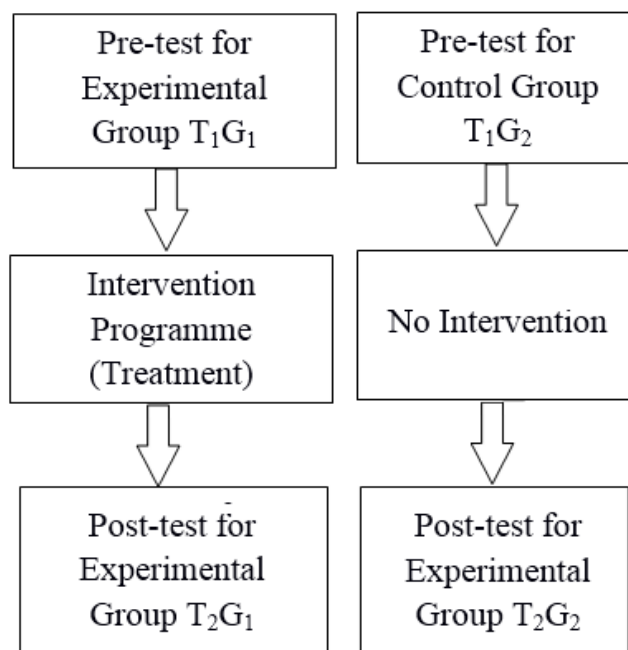 Pre-test for
Experimental
Group T₁G₁
Pre-test for
Control Group
T₁G₂
Intervention
Programme
(Treatment)
No Intervention
Post-test for
Experimental
Group T₂G₁
Post-test for
Experimental
Group T₂G₂